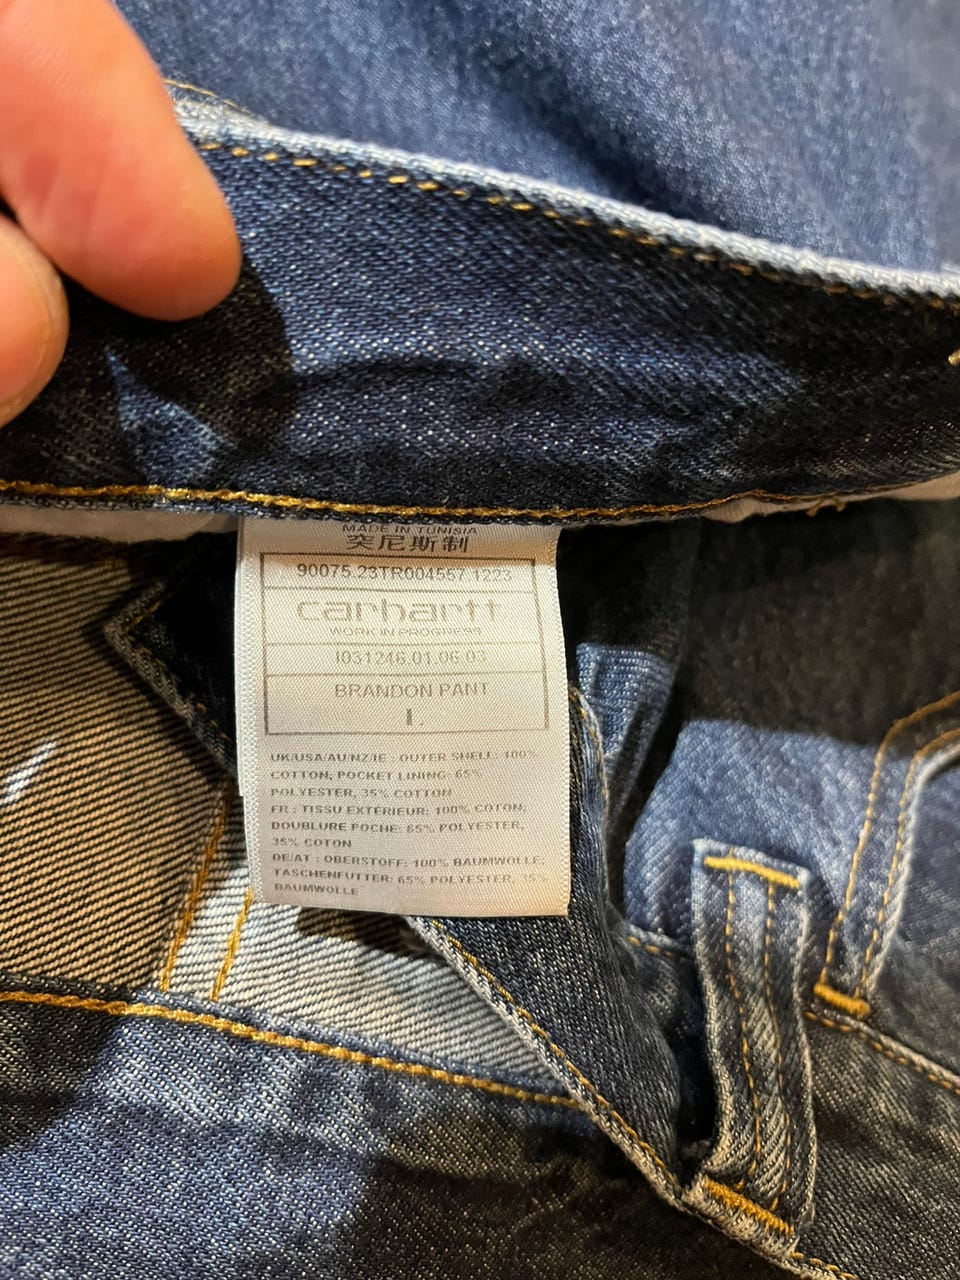 MADE IN TUNISIA
突尼斯制
90075.23TR004557.1223
carhartt
WORK IN PROGRESS
I031246.01.06.03
BRANDON PANT
L
UK/USA/AU/NZ/IE : OUTER SHELL: 100%
COTTON; POCKET LINING: 65%
POLYESTER, 35% COTTON
FR : TISSU EXTÉRIEUR: 100% COTON;
DOUBLURE POCHE: 65% POLYESTER,
35% COTON
DE/AT : OBERSTOFF: 100% BAUMWOLLE;
TASCHENFUTTER: 65% POLYESTER, 35%
BAUMWOLLE